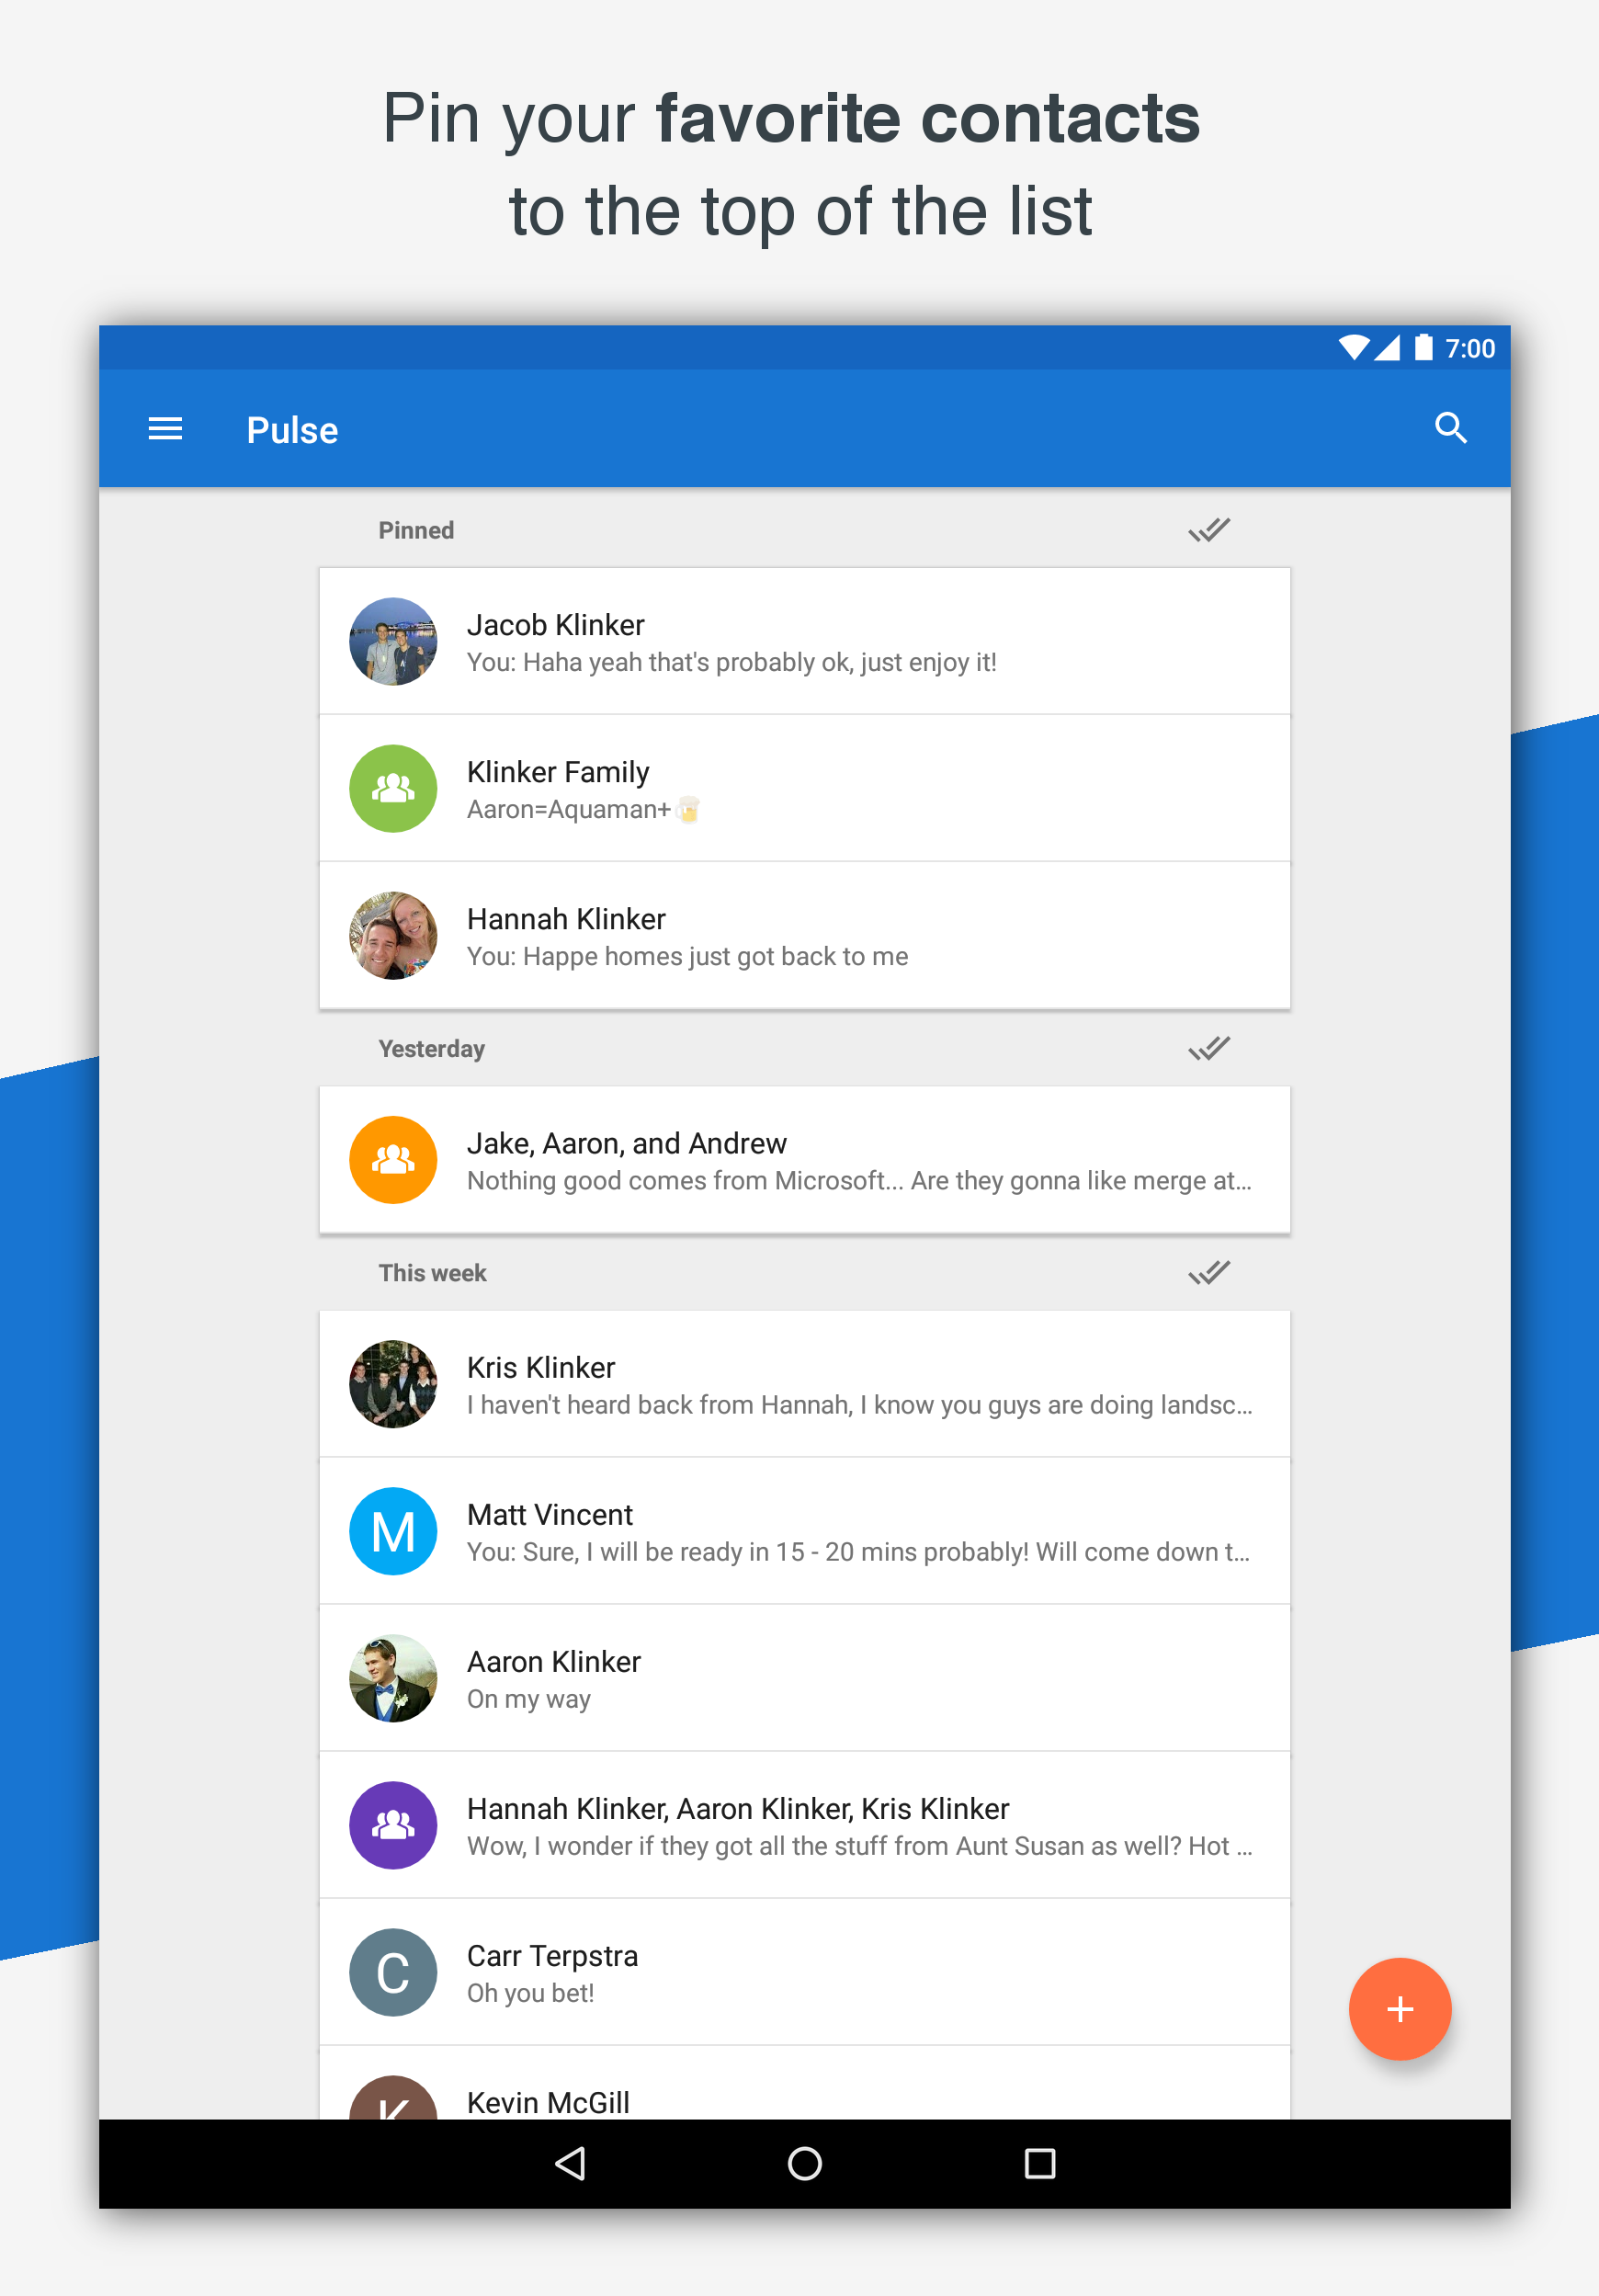 Pin your favorite contacts
to the top of the list
7:00
Pulse
Pinned
Jacob Klinker
You: Haha yeah that's probably ok, just enjoy it!
Klinker Family
Aaron=Aquaman+🍺
Hannah Klinker
You: Happe homes just got back to me
Yesterday
Jake, Aaron, and Andrew
Nothing good comes from Microsoft... Are they gonna like merge at...
This week
Kris Klinker
I haven't heard back from Hannah, I know you guys are doing landsc...
M
Matt Vincent
You: Sure, I will be ready in 15 - 20 mins probably! Will come down t...
Aaron Klinker
On my way
Hannah Klinker, Aaron Klinker, Kris Klinker
Wow, I wonder if they got all the stuff from Aunt Susan as well? Hot ...
C
Carr Terpstra
Oh you bet!
K
Kevin McGill